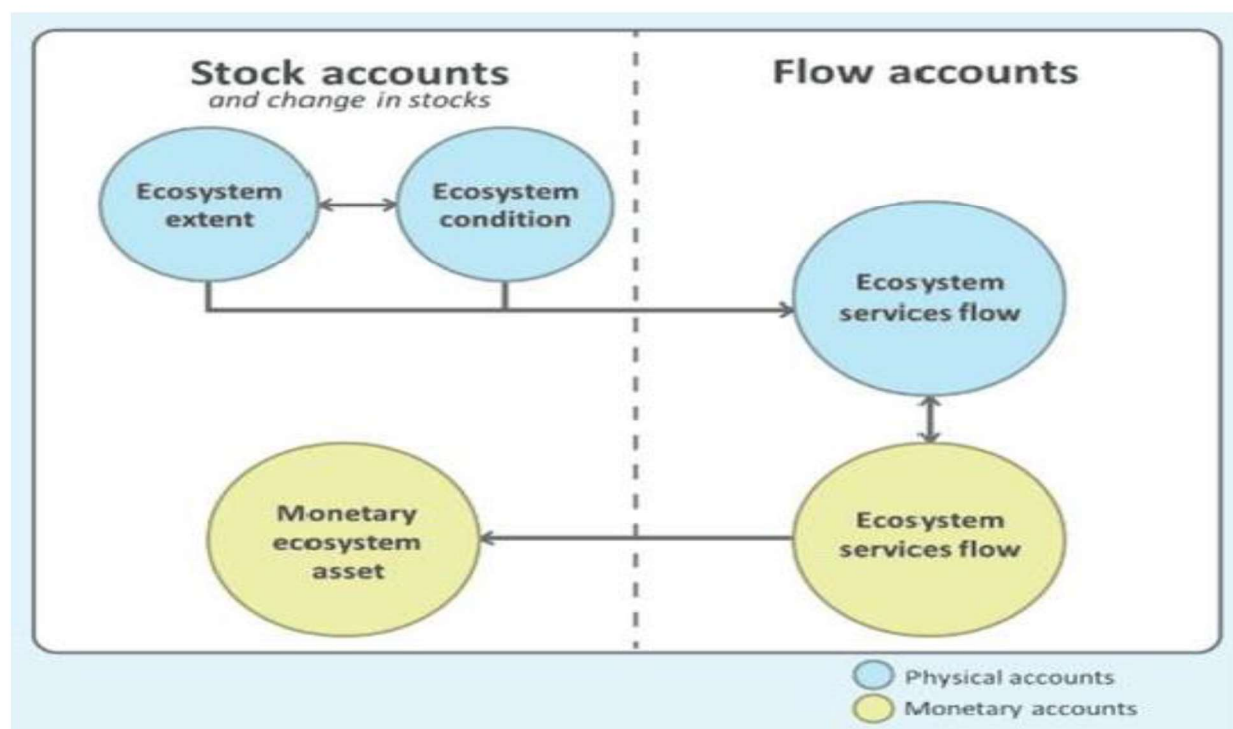 Stock accounts
and change in stocks
Flow accounts
Ecosystem
extent
Ecosystem
condition
Ecosystem
services flow
Monetary
ecosystem
asset
Ecosystem
services flow
Physical accounts
Monetary accounts